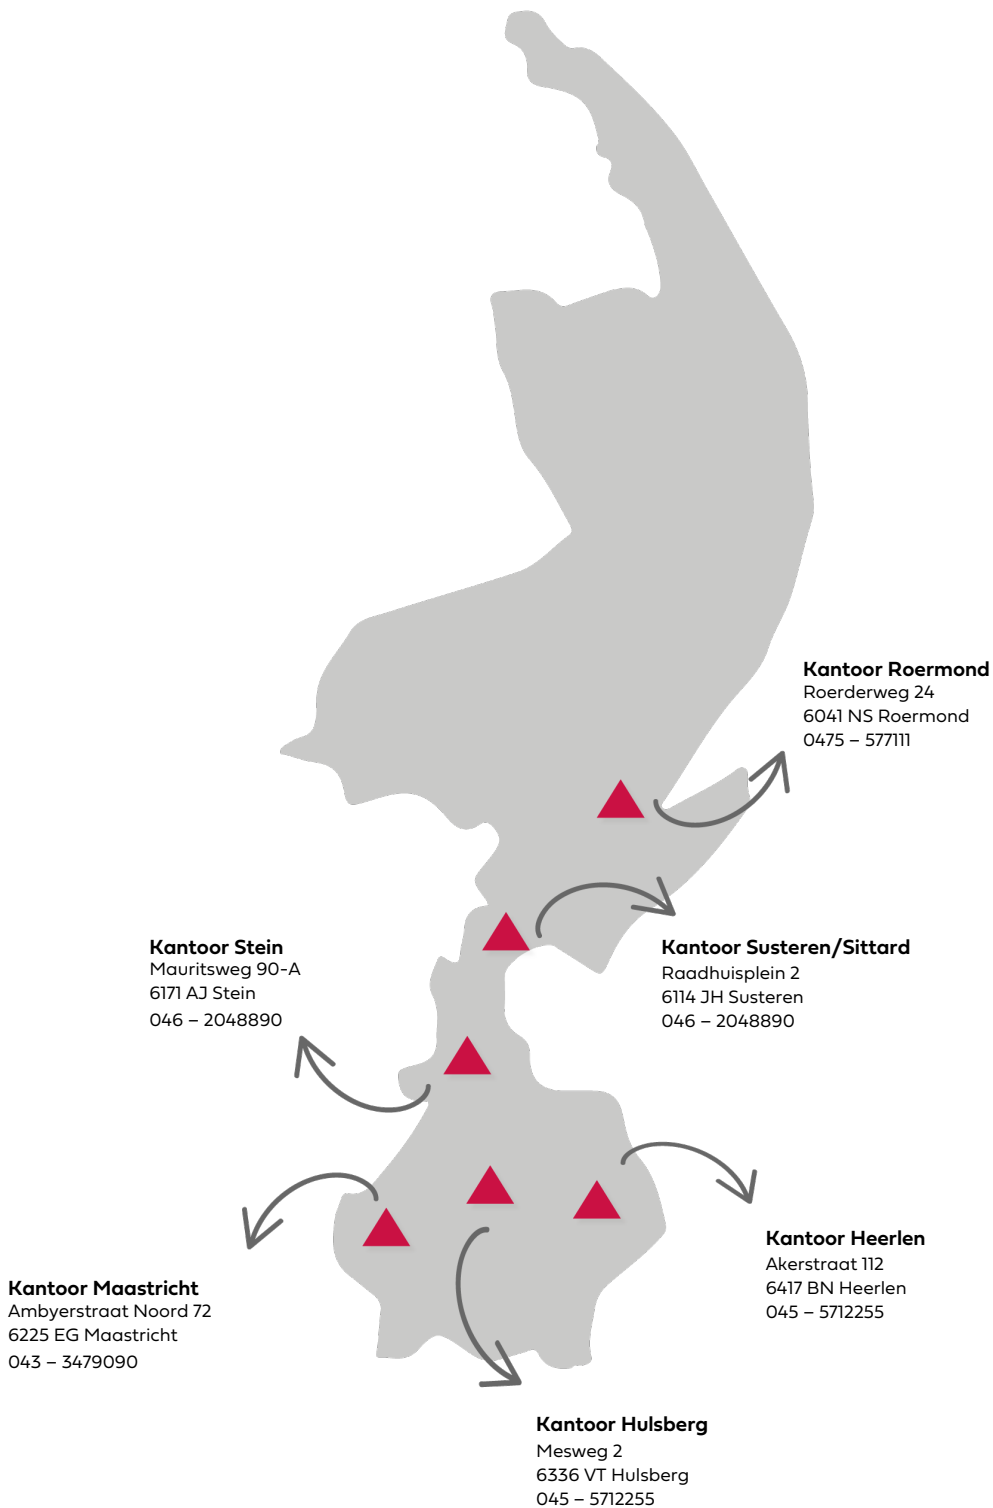 Kantoor Roermond
Roerderweg 24
6041 NS Roermond
0475 – 577111
Kantoor Stein
Mauritsweg 90-A
6171 AJ Stein
046 – 2048890
Kantoor Susteren/Sittard
Raadhuisplein 2
6114 JH Susteren
046 – 2048890
Kantoor Heerlen
Akerstraat 112
6417 BN Heerlen
045 – 5712255
Kantoor Maastricht
Ambyerstraat Noord 72
6225 EG Maastricht
043 – 3479090
Kantoor Hulsberg
Mesweg 2
6336 VT Hulsberg
045 – 5712255